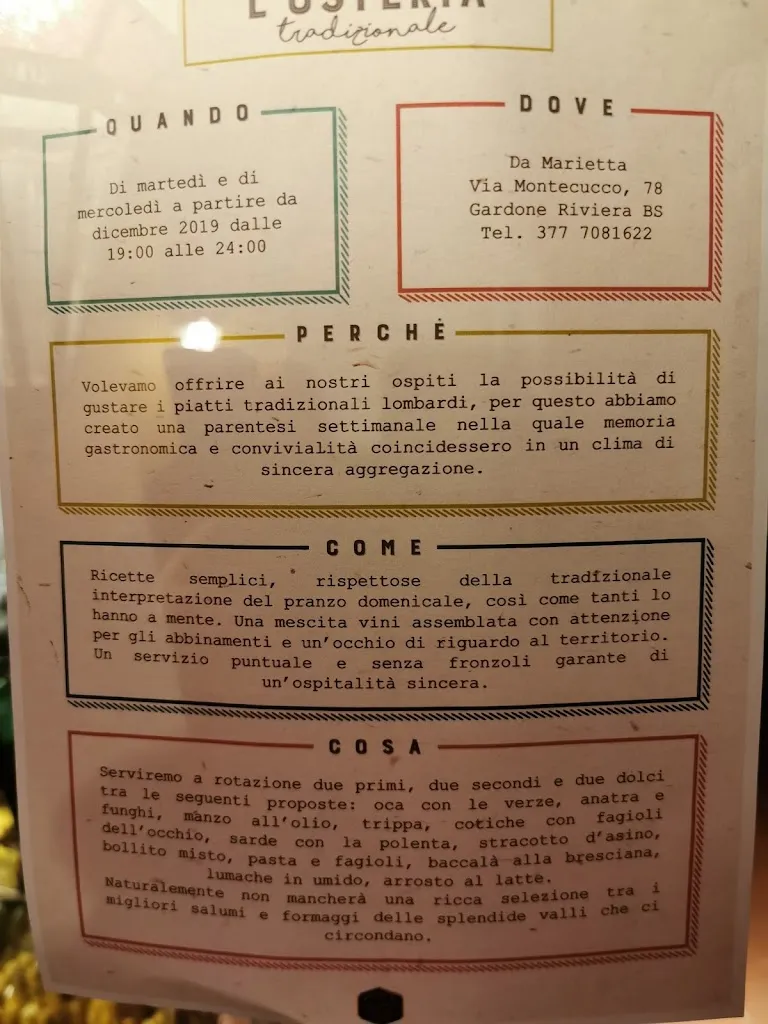 L'OSTERIA
tradizionale
QUANDO
Di martedì e di
mercoledì a partire da
dicembre 2019 dalle
19:00 alle 24:00
DOVE
Da Marietta
Via Montecucco, 78
Gardone Riviera BS
Tel. 377 7081622
PERCHÈ
Volevamo offrire ai nostri ospiti la possibilità di
gustare i piatti tradizionali lombardi, per questo abbiamo
creato una parentesi settimanale nella quale memoria
gastronomica e convivialità coincidessero in un clima di
sincera aggregazione.
COME
Ricette semplici, rispettose della tradizionale
interpretazione del pranzo domenicale, così come tanti lo
hanno a mente. Una mescita vini assemblata con attenzione
per gli abbinamenti e un'occhio di riguardo al territorio.
Un servizio puntuale e senza fronzoli garante di
un'ospitalità sincera.
COSA
Serviremo a rotazione due primi, due secondi e due dolci
tra le seguenti proposte: oca con le verze, anatra e
funghi, manzo all'olio, trippa, cotiche con fagioli
dell'occhio, sarde con la polenta, stracotto d'asino,
bollito misto, pasta e fagioli, baccalà alla bresciana,
lumache in umido, arrosto al latte.
Naturalemente non mancherà una ricca selezione tra i
migliori salumi e formaggi delle splendide valli che ci
circondano.